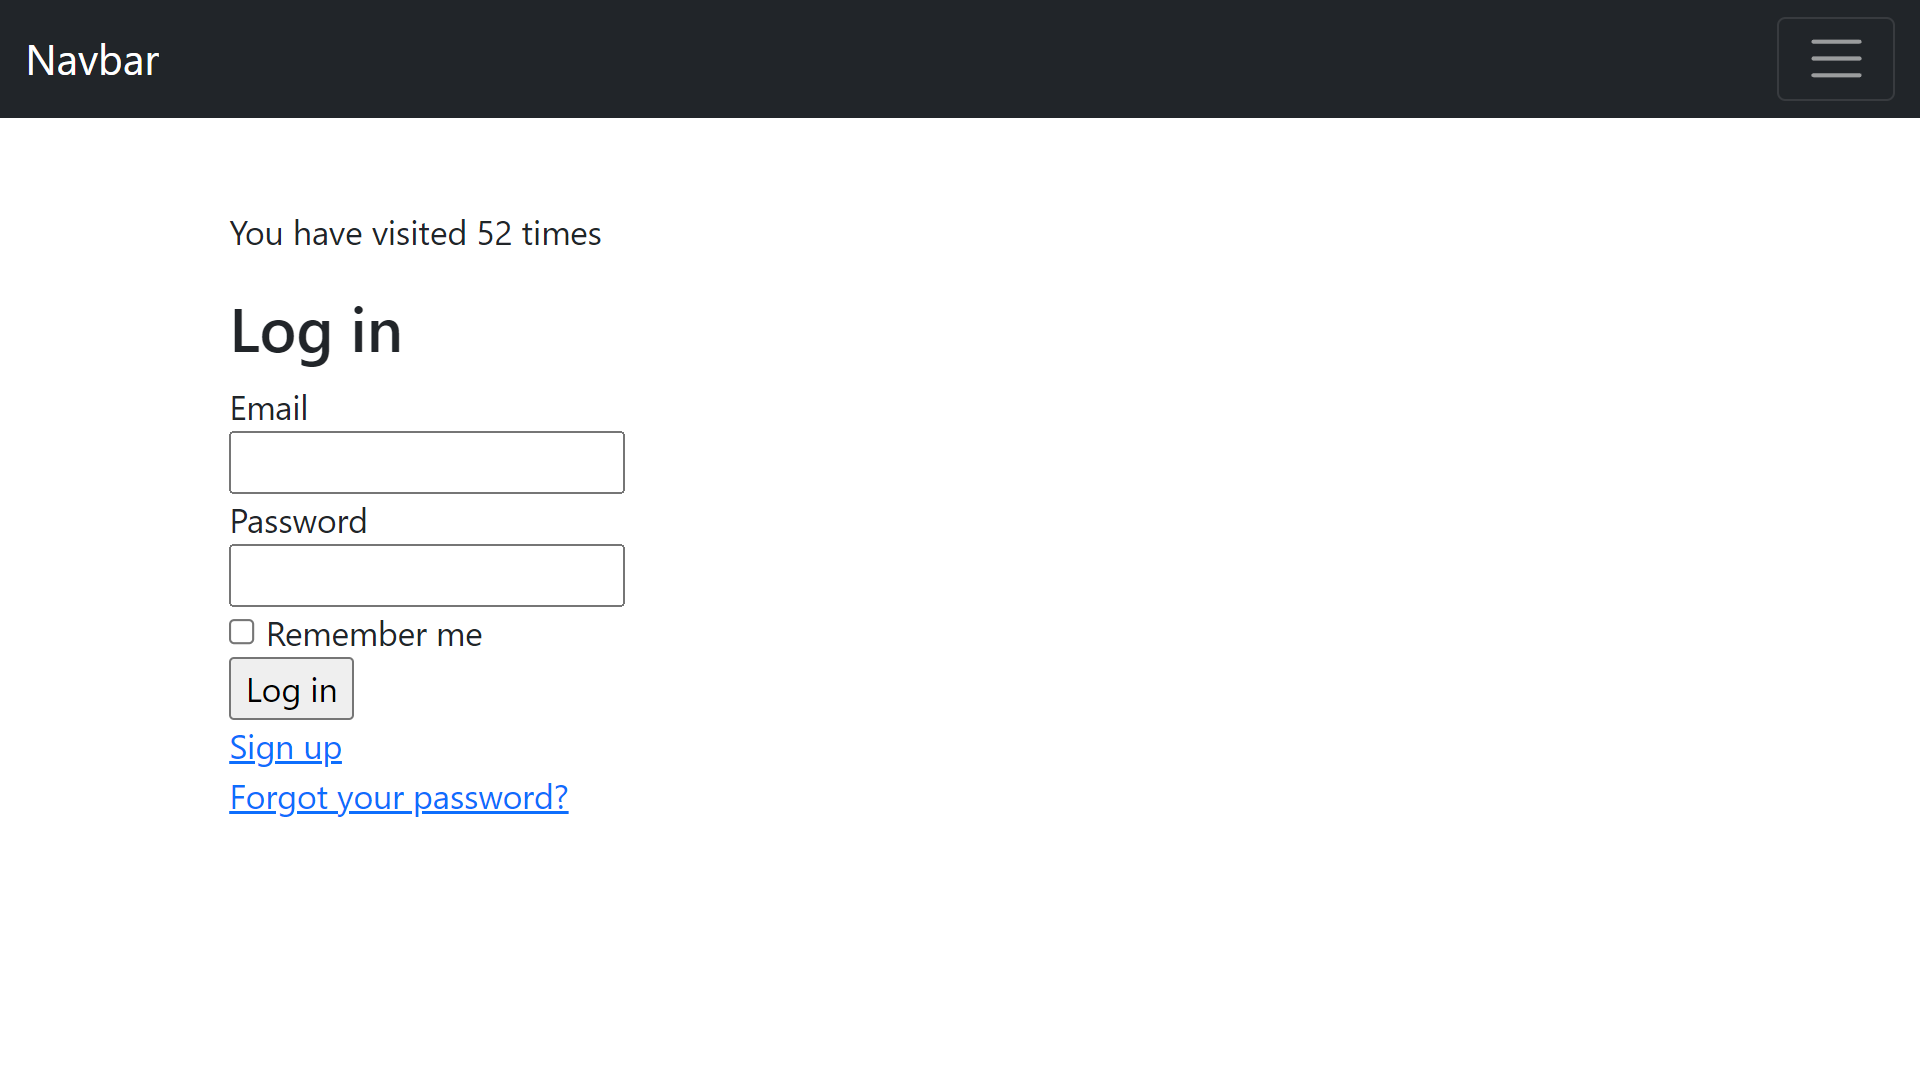 Navbar
You have visited 52 times
Log in
Email
Password
Remember me
Log in
Sign up
Forgot your password?